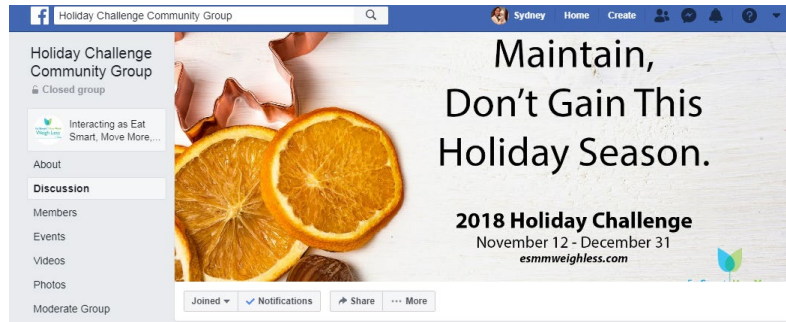 Holiday Challenge Community Group
Sydney Home Create
Holiday Challenge
Community Group
Closed group
Interacting as Eat
Smart, Move More,...
About
Discussion
Members
Events
Videos
Photos
Moderate Group
Maintain,
Don't Gain This
Holiday Season.
2018 Holiday Challenge
November 12 - December 31
esmmweighless.com
Joined Notifications Share More